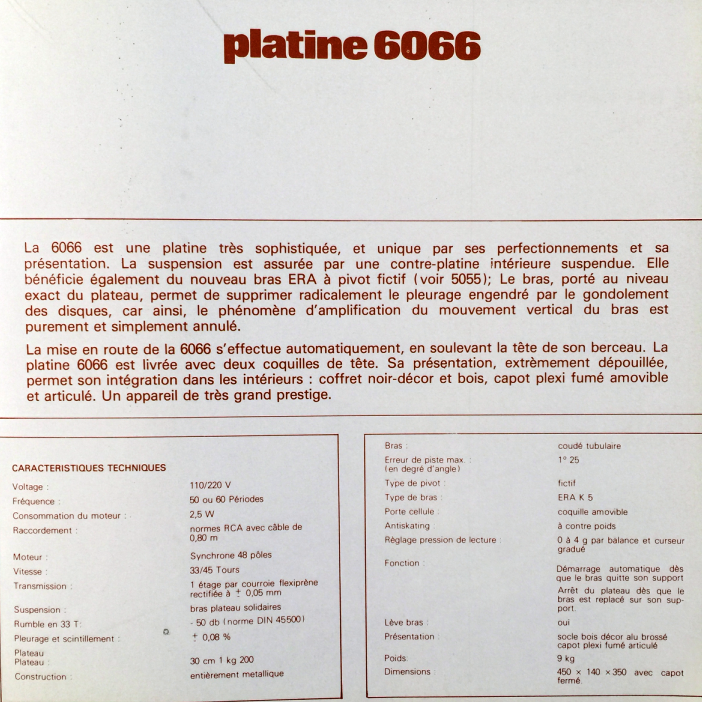 platine 6066
La 6066 est une platine très sophistiquée, et unique par ses perfectionnements et sa
présentation. La suspension est assurée par une contre-platine intérieure suspendue. Elle
bénéficie également du nouveau bras ERA à pivot fictif (voir 5055); Le bras, porté au niveau
exact du plateau, permet de supprimer radicalement le pleurage engendré par le gondolement
des disques, car ainsi, le phénomène d'amplification du mouvement vertical du bras est
purement et simplement annulé.
La mise en route de la 6066 s'effectue automatiquement, en soulevant la tête de son berceau. La
platine 6066 est livrée avec deux coquilles de tête. Sa présentation, extrèmement dépouillée,
permet son intégration dans les intérieurs : coffret noir-décor et bois, capot plexi fumé amovible
et articulé. Un appareil de très grand prestige.
CARACTERISTIQUES TECHNIQUES
Voltage : 110/220 V
Fréquence : 50 ou 60 Périodes
Consommation du moteur : 2,5 W
Raccordement : normes RCA avec câble de
0,80 m
Moteur : Synchrone 48 pôles
Vitesse : 33/45 Tours
Transmission : 1 étage par courroie flexiprène
rectifiée à ± 0,05 mm
Suspension : bras plateau solidaires
Rumble en 33 T : - 50 db (norme DIN 45500)
Pleurage et scintillement : ± 0,08 %
Plateau
Plateau : 30 cm 1 kg 200
Construction : entièrement metallique
Bras : coudé tubulaire
Erreur de piste max. : 1° 25
(en degré d'angle)
Type de pivot : fictif
Type de bras : ERA K 5
Porte cellule : coquille amovible
Antiskating à contre poids
Règlage pression de lecture : 0 à 4 g par balance et curseur
gradué
Fonction :
Démarrage automatique dès
que le bras quitte son support
Arrêt du plateau dès que le
bras est replacé sur son sup-
port.
Lève bras : oui
Présentation : socle bois décor alu brossé
capot plexi fumé articulé
Poids: 9 kg
Dimensions 450 × 140 × 350 avec capot
fermé.